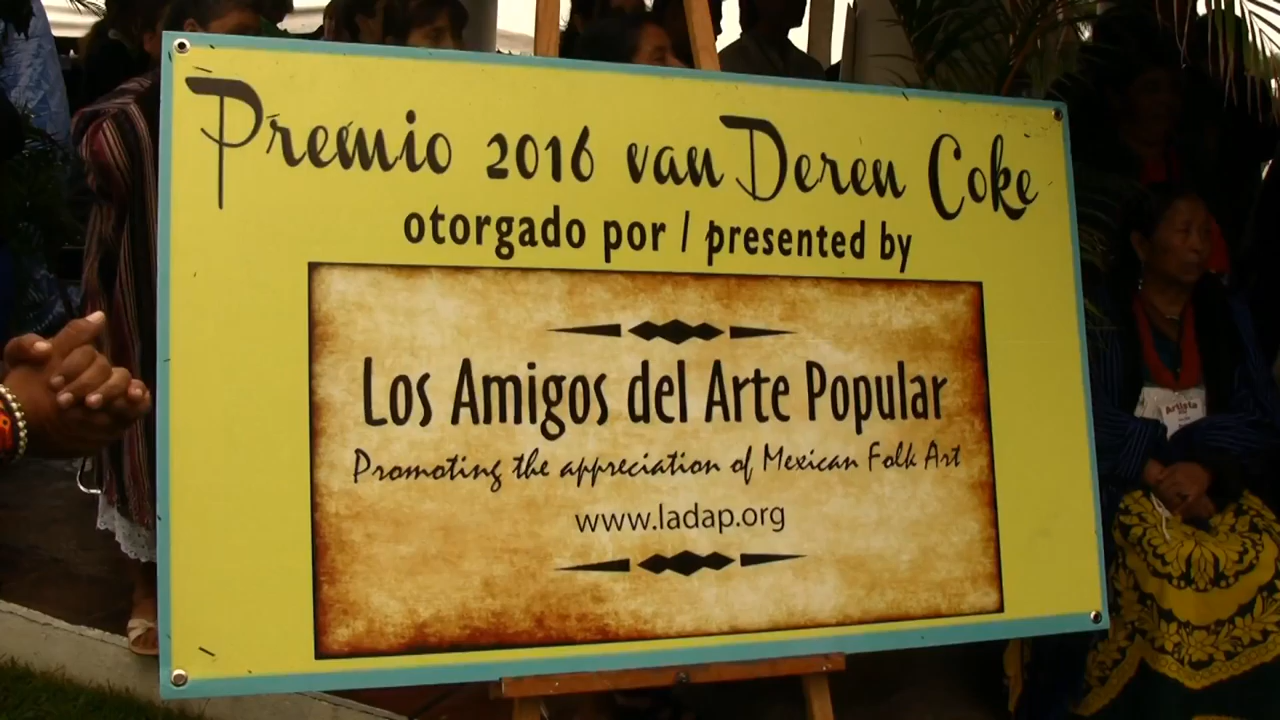 Premio 2016 van Deren Coke
otorgado por / presented by
Los Amigos del Arte Popular
Promoting the appreciation of Mexican Folk Art
www.ladap.org
Artista